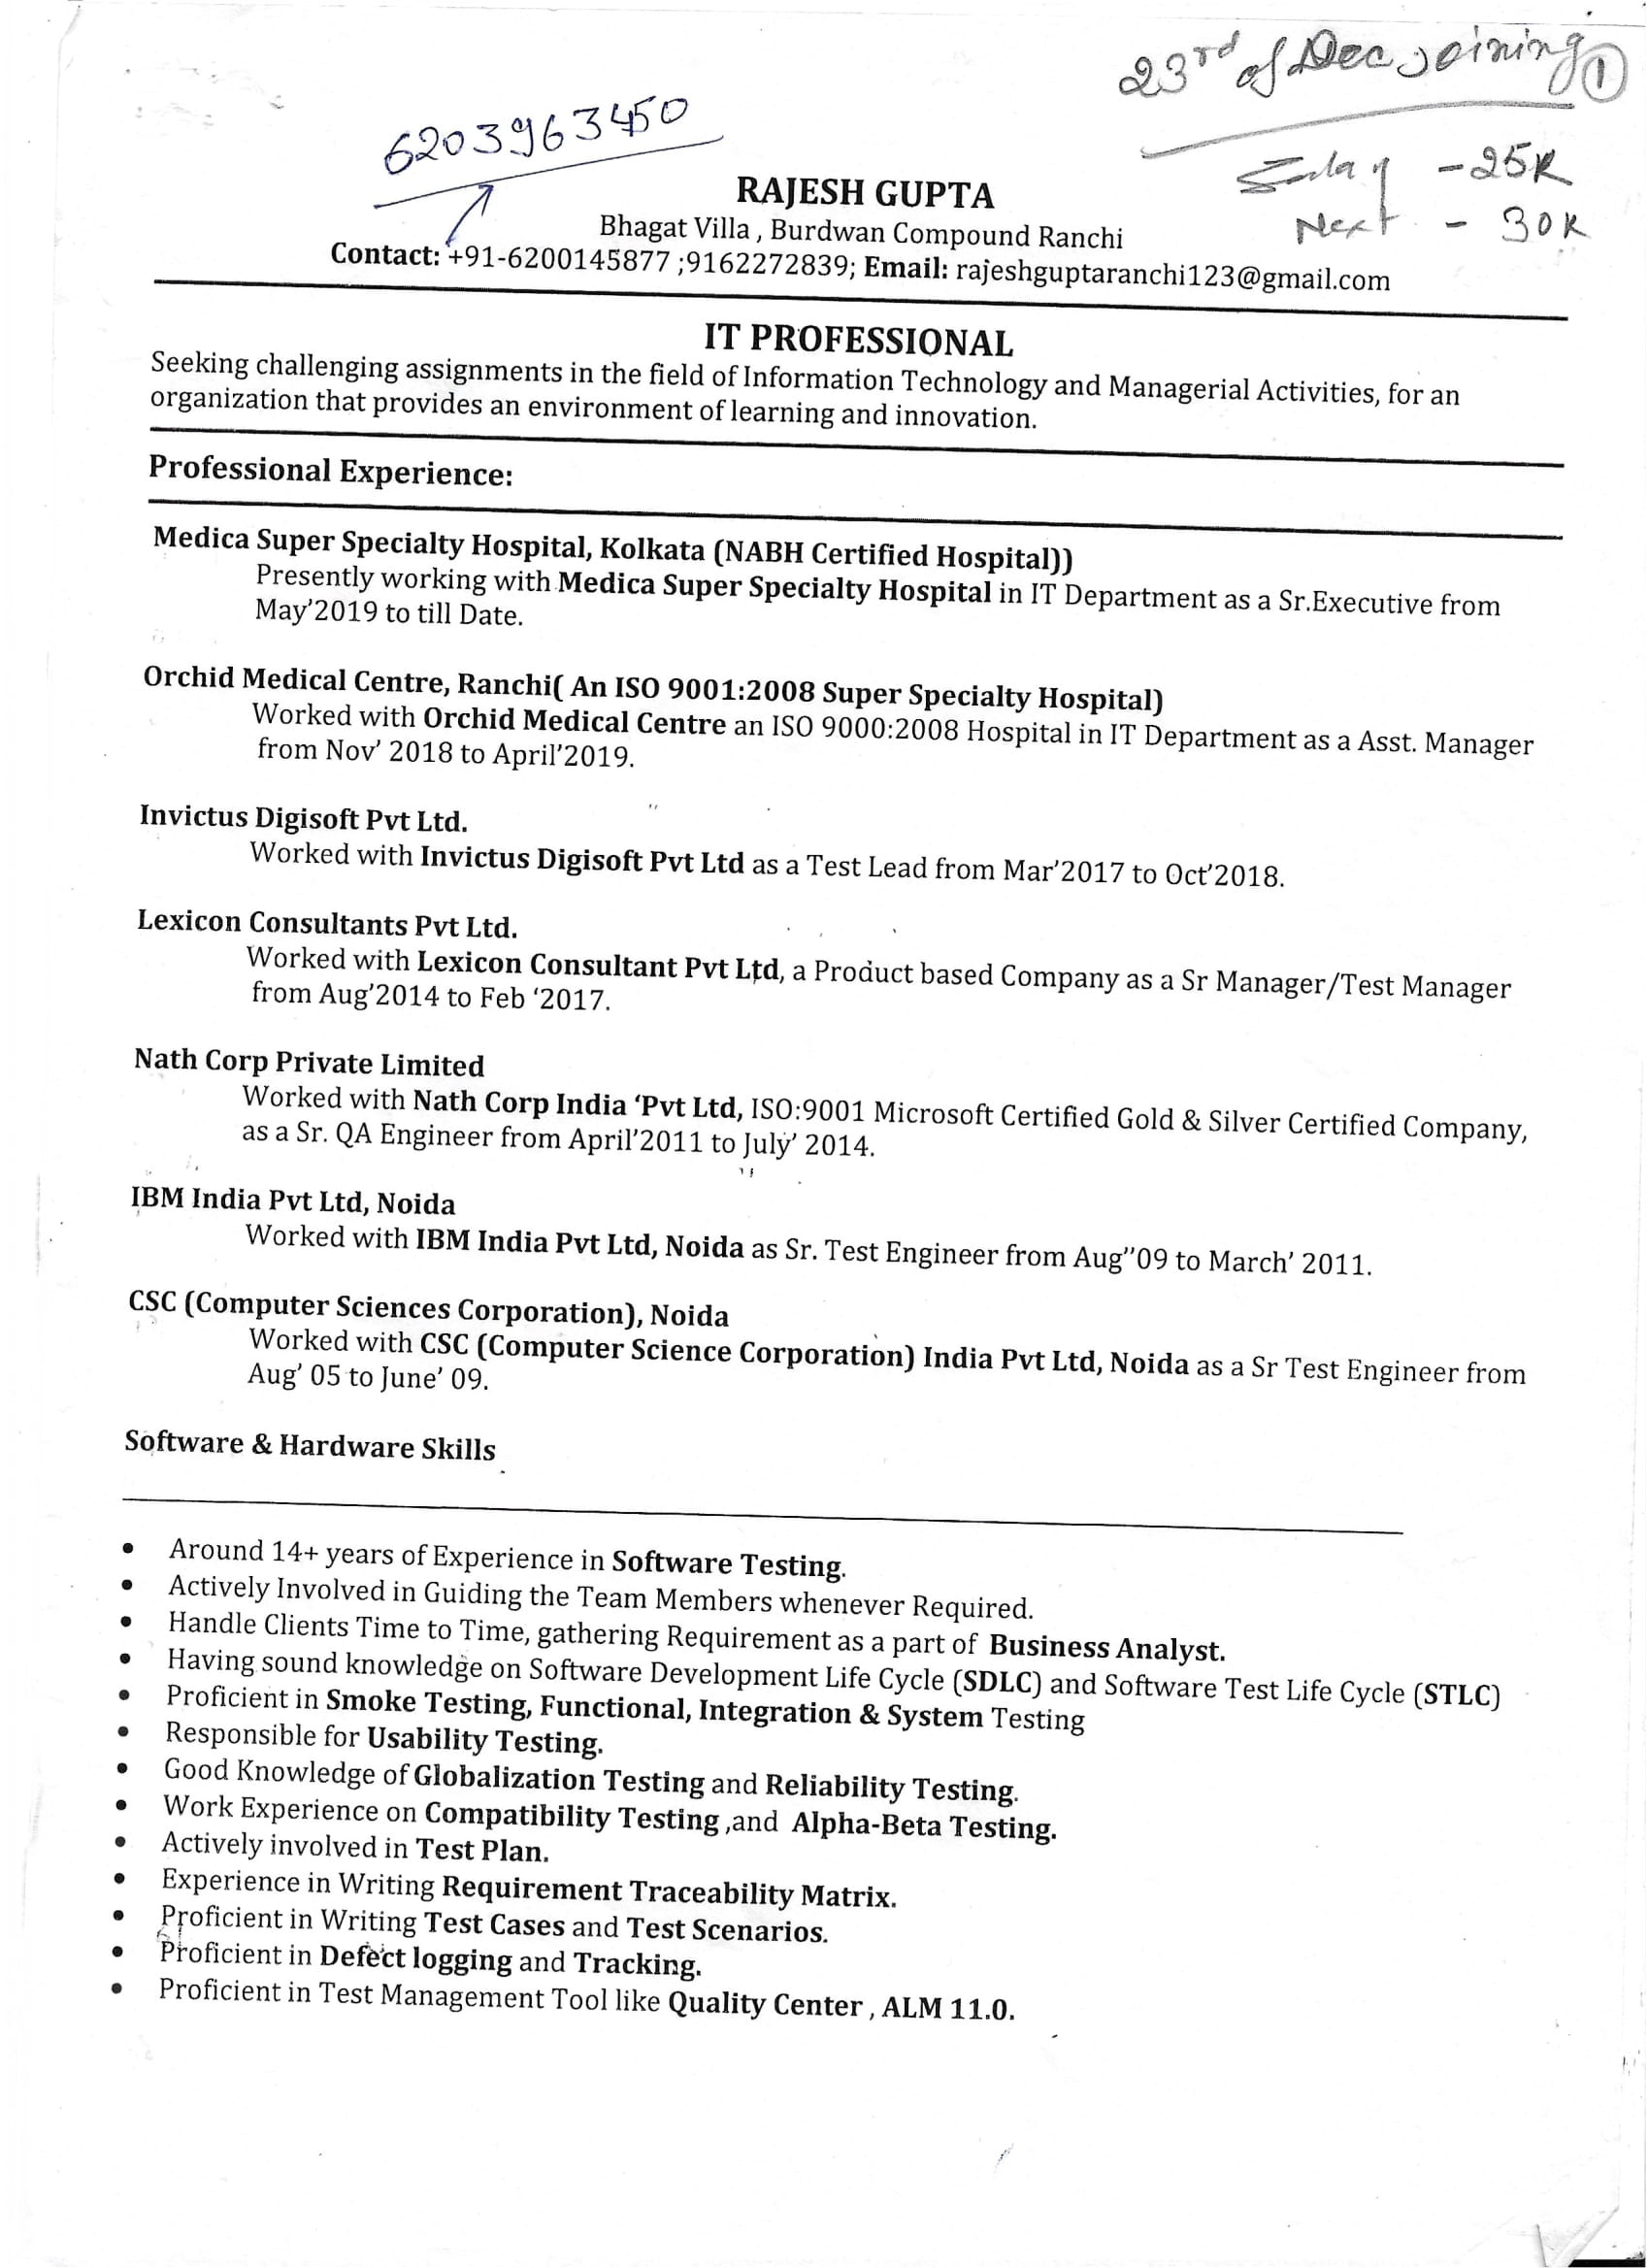 23rd of Dec joining 1
6203963450
-25K
Next - 30K
RAJESH GUPTA
Bhagat Villa , Burdwan Compound Ranchi
Contact: +91-6200145877 ;9162272839; Email: rajeshguptaranchi123@gmail.com
IT PROFESSIONAL
Seeking challenging assignments in the field of Information Technology and Managerial Activities, for an
organization that provides an environment of learning and innovation.
Professional Experience:
Medica Super Specialty Hospital, Kolkata (NABH Certified Hospital))
Presently working with Medica Super Specialty Hospital in IT Department as a Sr.Executive from
May'2019 to till Date.
Orchid Medical Centre, Ranchi( An ISO 9001:2008 Super Specialty Hospital)
Worked with Orchid Medical Centre an ISO 9000:2008 Hospital in IT Department as a Asst. Manager
from Nov' 2018 to April'2019.
Invictus Digisoft Pvt Ltd.
Worked with Invictus Digisoft Pvt Ltd as a Test Lead from Mar'2017 to Oct'2018.
Lexicon Consultants Pvt Ltd.
Worked with Lexicon Consultant Pvt Ltd, a Product based Company as a Sr Manager/Test Manager
from Aug'2014 to Feb '2017.
Nath Corp Private Limited
Worked with Nath Corp India 'Pvt Ltd, ISO:9001 Microsoft Certified Gold & Silver Certified Company,
as a Sr. QA Engineer from April'2011 to July' 2014.
IBM India Pvt Ltd, Noida
Worked with IBM India Pvt Ltd, Noida as Sr. Test Engineer from Aug''09 to March' 2011.
CSC (Computer Sciences Corporation), Noida
Worked with CSC (Computer Science Corporation) India Pvt Ltd, Noida as a Sr Test Engineer from
Aug' 05 to June' 09.
Software & Hardware Skills
• Around 14+ years of Experience in Software Testing.
• Actively Involved in Guiding the Team Members whenever Required.
• Handle Clients Time to Time, gathering Requirement as a part of Business Analyst.
• Having sound knowledge on Software Development Life Cycle (SDLC) and Software Test Life Cycle (STLC)
• Proficient in Smoke Testing, Functional, Integration & System Testing
• Responsible for Usability Testing.
• Good Knowledge of Globalization Testing and Reliability Testing.
• Work Experience on Compatibility Testing ,and Alpha-Beta Testing.
• Actively involved in Test Plan.
• Experience in Writing Requirement Traceability Matrix.
• Proficient in Writing Test Cases and Test Scenarios.
• Proficient in Defect logging and Tracking.
• Proficient in Test Management Tool like Quality Center , ALM 11.0.